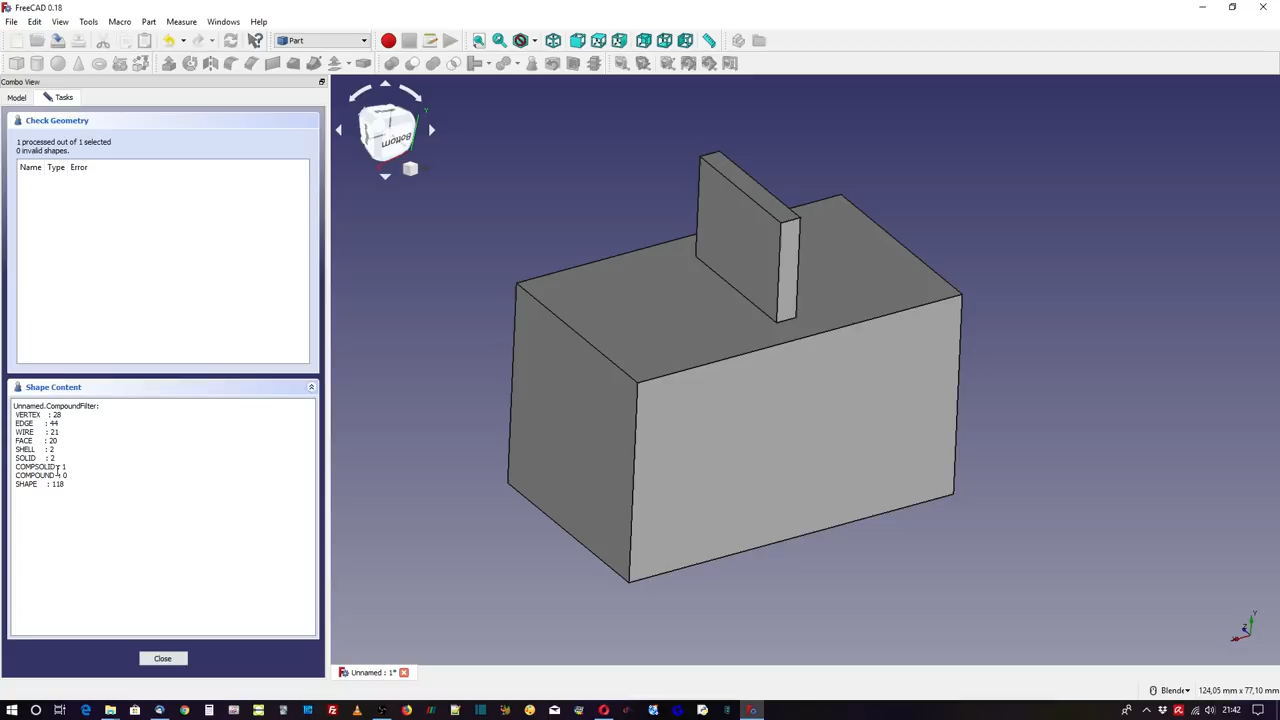 FreeCAD 0.18
File Edit View Tools Macro Part Measure Windows Help
Part
Combo View
Model Tasks
Check Geometry
1 processed out of 1 selected
0 invalid shapes.
Name Type Error
Bottom
Y
Shape Content
Unnamed.CompoundFilter:
VERTEX : 28
EDGE : 44
WIRE : 21
FACE : 20
SHELL : 2
SOLID : 2
COMPSOLID : 1
COMPOUND : 0
SHAPE : 118
Close
Y
Z
Unnamed : 1*
Blender
124,05 mm x 77,10 mm
21:42